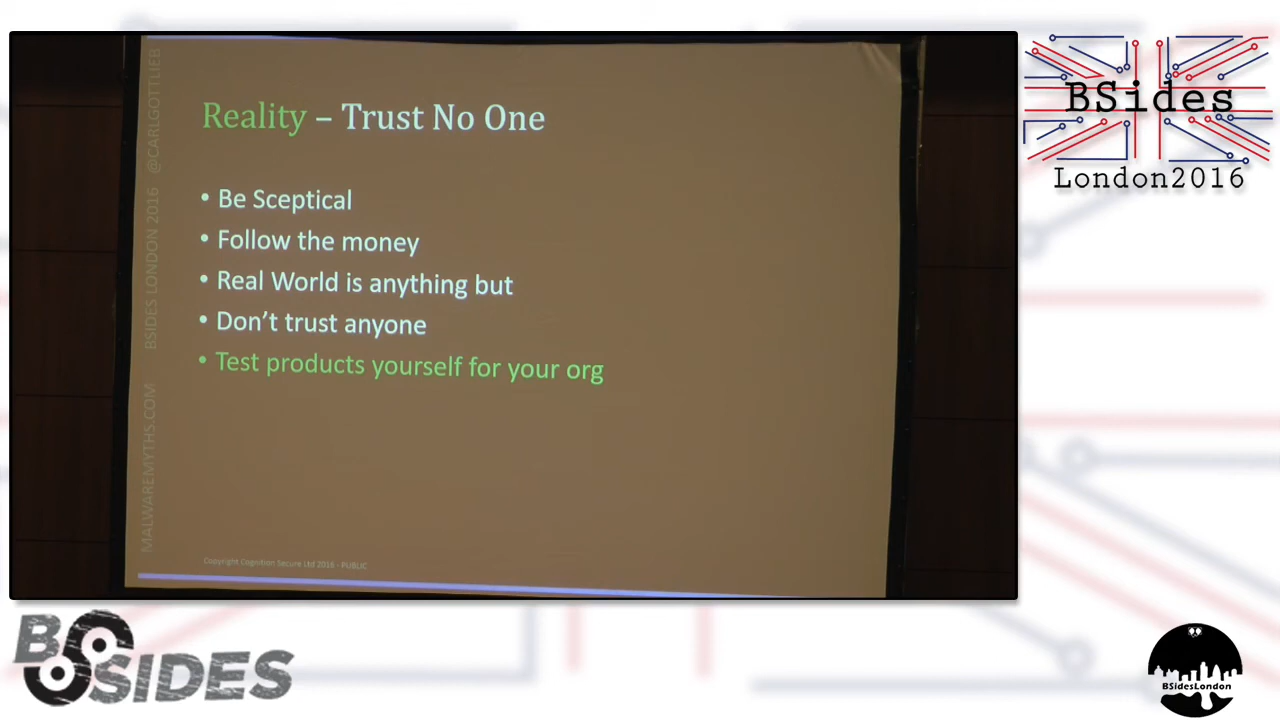 Reality – Trust No One
• Be Sceptical
• Follow the money
• Real World is anything but
• Don't trust anyone
• Test products yourself for your org
Copyright Cognition Secure Ltd 2016 - PUBLIC
MALWAREMYTHS.COM BSIDES LONDON 2016 @CARLGOTTLIEB
BSides
London2016
BSIDES
BSidesLondon